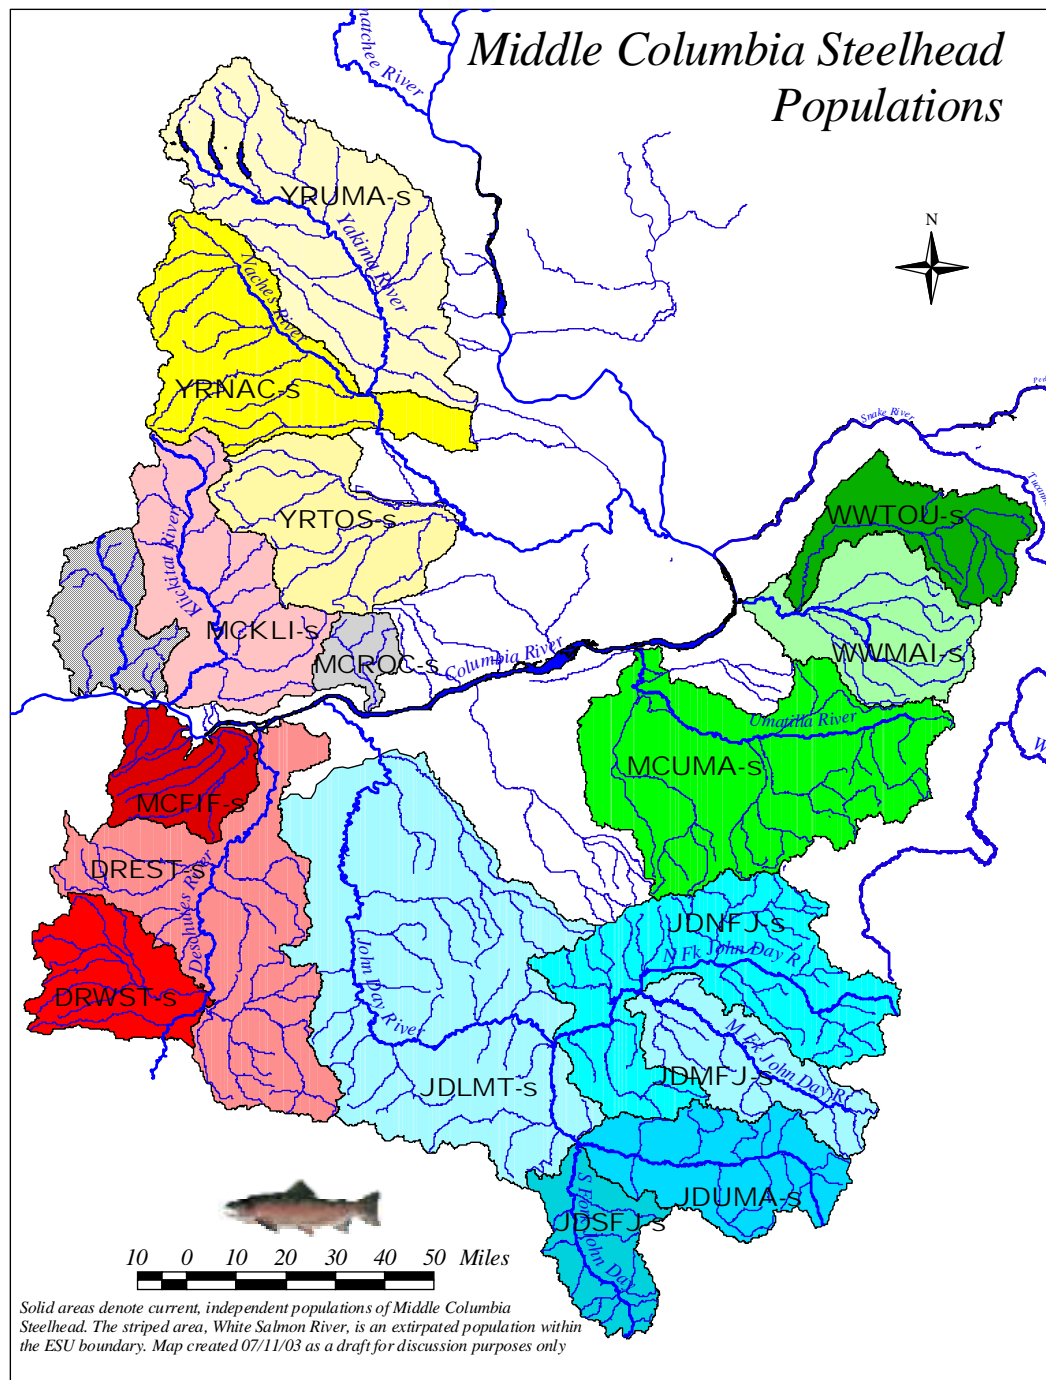 Middle Columbia Steelhead
Populations
natchee River
N
YRUMA-s
Yakima River
Naches River
YRNAC-s
Snake River
YRTOS-s
WWTOU-s
Klickitat River
MCKLI-s
MCROC-s
Columbia River
WWMAI-s
Umatilla River
MCUMA-s
MCFIF-s
DREST-s
Deschutes River
DRWST-s
John Day River
JDNFJ-s
N Fk John Day R
M Fk John Day R
JDMFJ-s
JDLMT-s
JDUMA-s
JDSFJ-s
S Fork John Day
10 0 10 20 30 40 50 Miles
Solid areas denote current, independent populations of Middle Columbia
Steelhead. The striped area, White Salmon River, is an extirpated population within
the ESU boundary. Map created 07/11/03 as a draft for discussion purposes only